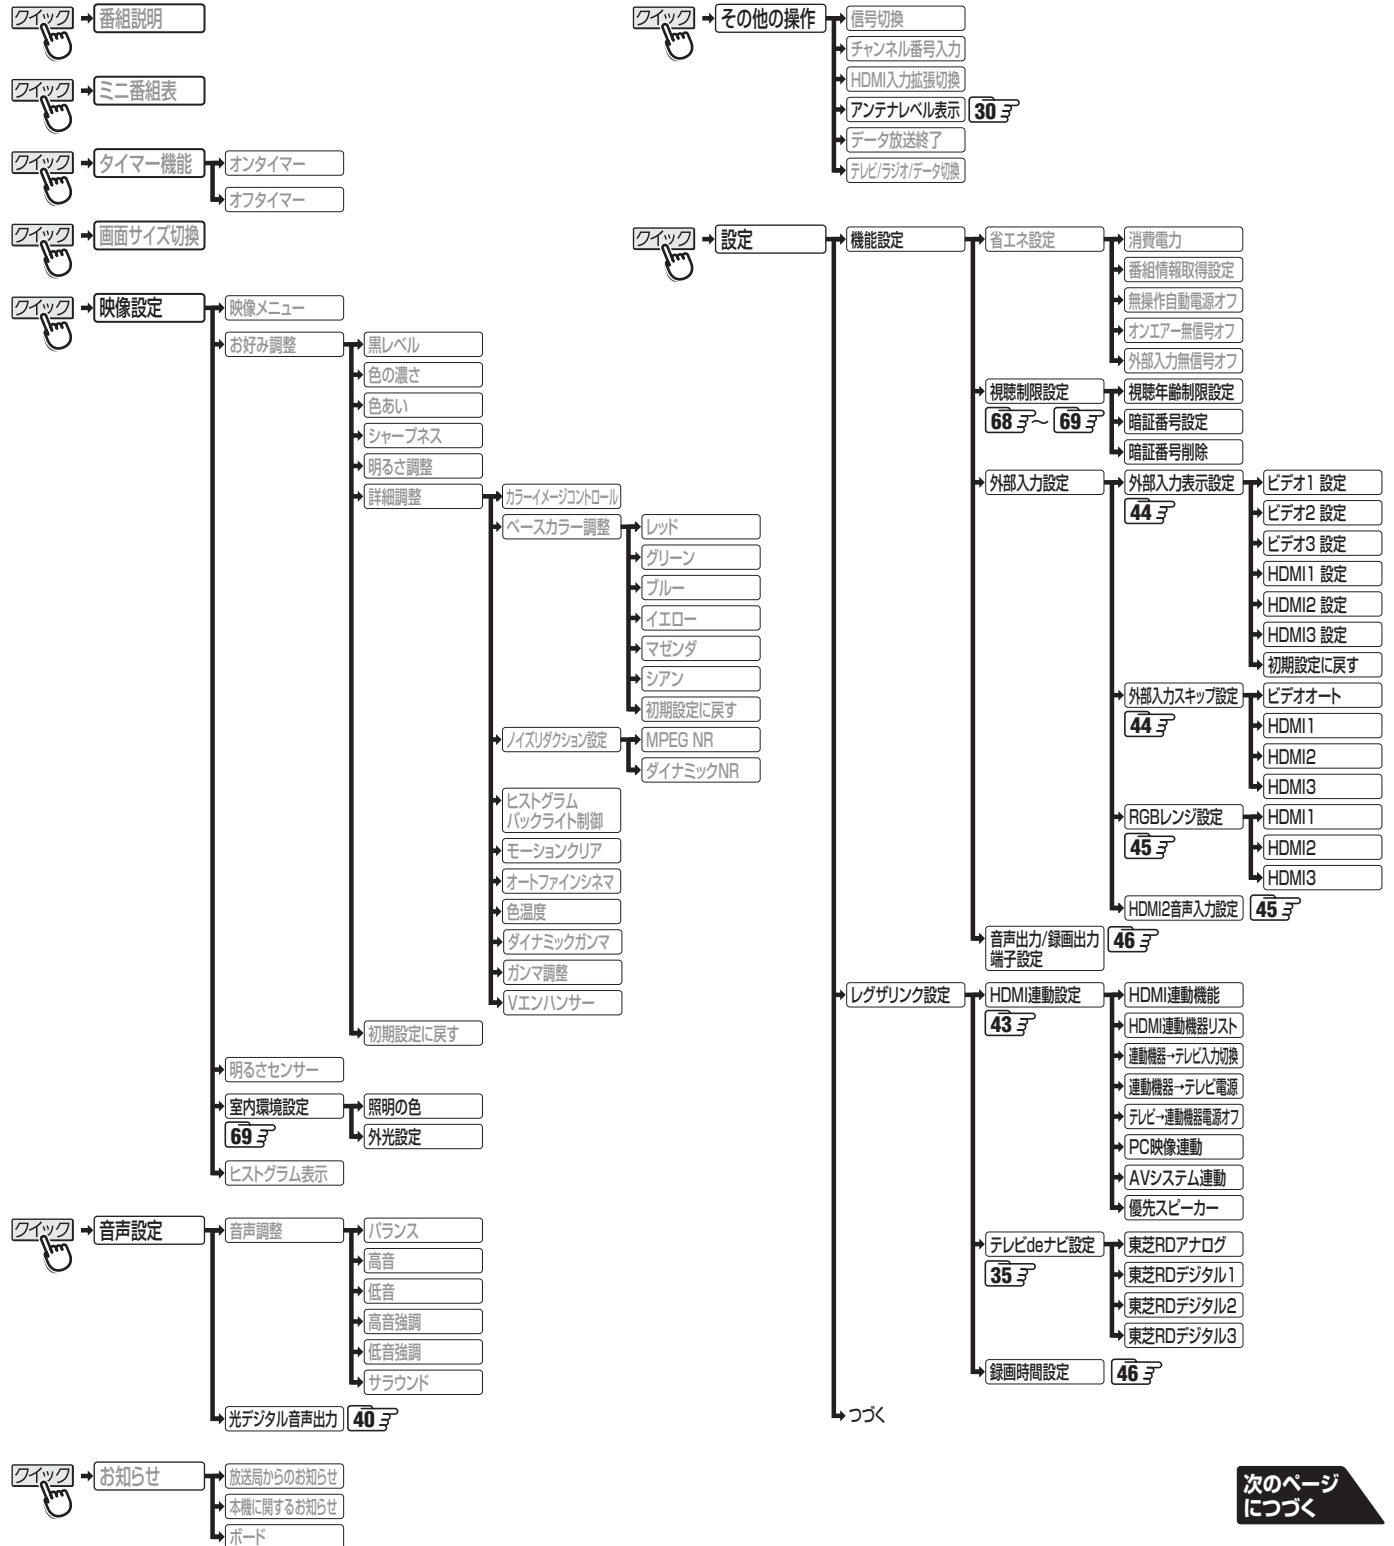 クイック
番組説明
クイック
ミニ番組表
クイック
タイマー機能
オンタイマー
オフタイマー
クイック
画面サイズ切換
クイック
映像設定
映像メニュー
お好み調整
黒レベル
色の濃さ
色あい
シャープネス
明るさ調整
詳細調整
カラーイメージコントロール
ベースカラー調整
レッド
グリーン
ブルー
イエロー
マゼンダ
シアン
初期設定に戻す
ノイズリダクション設定
MPEG NR
ダイナミックNR
ヒストグラム
バックライト制御
モーションクリア
オートファインシネマ
色温度
ダイナミックガンマ
ガンマ調整
Vエンハンサー
初期設定に戻す
明るさセンサー
室内環境設定
69
照明の色
外光設定
ヒストグラム表示
クイック
音声設定
音声調整
バランス
高音
低音
高音強調
低音強調
サラウンド
光デジタル音声出力
40
クイック
お知らせ
放送局からのお知らせ
本機に関するお知らせ
ボード
クイック
その他の操作
信号切換
チャンネル番号入力
HDMI入力拡張切換
アンテナレベル表示
30
データ放送終了
テレビ/ラジオ/データ切換
クイック
設定
機能設定
省エネ設定
消費電力
番組情報取得設定
無操作自動電源オフ
オンエアー無信号オフ
外部入力無信号オフ
視聴制限設定
68 ~ 69
視聴年齢制限設定
暗証番号設定
暗証番号削除
外部入力設定
外部入力表示設定
44
ビデオ1 設定
ビデオ2 設定
ビデオ3 設定
HDMI1 設定
HDMI2 設定
HDMI3 設定
初期設定に戻す
外部入力スキップ設定
44
ビデオオート
HDMI1
HDMI2
HDMI3
RGBレンジ設定
45
HDMI1
HDMI2
HDMI3
HDMI2音声入力設定
45
音声出力/録画出力
端子設定
46
レグザリンク設定
HDMI連動設定
43
HDMI連動機能
HDMI連動機器リスト
連動機器→テレビ入力切換
連動機器→テレビ電源
テレビ→連動機器電源オフ
PC映像連動
AVシステム連動
優先スピーカー
テレビdeナビ設定
35
東芝RDアナログ
東芝RDデジタル1
東芝RDデジタル2
東芝RDデジタル3
録画時間設定
46
つづく
次のページ
につづく